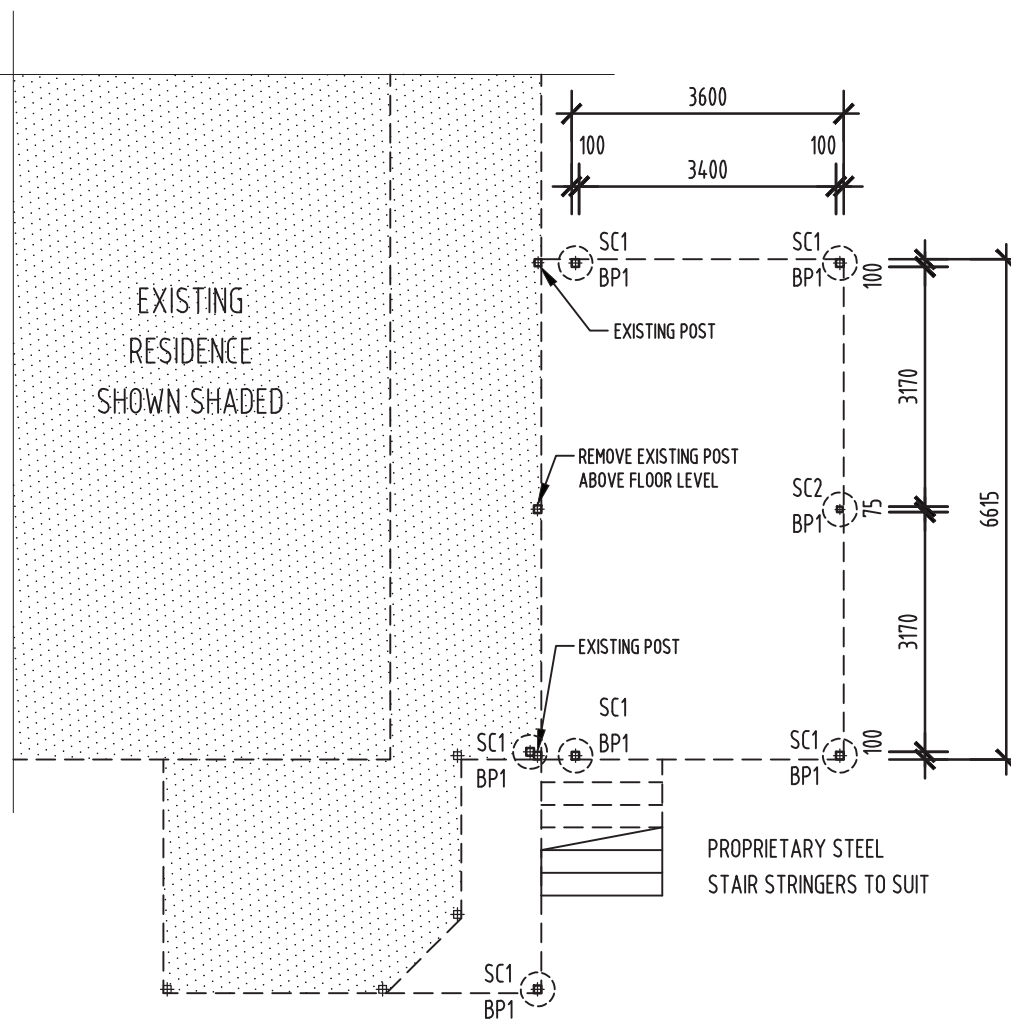 3600
100
100
3400
SC1
BP1
SC1
BP1
100
EXISTING
RESIDENCE
SHOWN SHADED
EXISTING POST
3170
REMOVE EXISTING POST
ABOVE FLOOR LEVEL
SC2
BP1
75
6615
3170
EXISTING POST
SC1
BP1
SC1
BP1
SC1
BP1
100
PROPRIETARY STEEL
STAIR STRINGERS TO SUIT
SC1
BP1